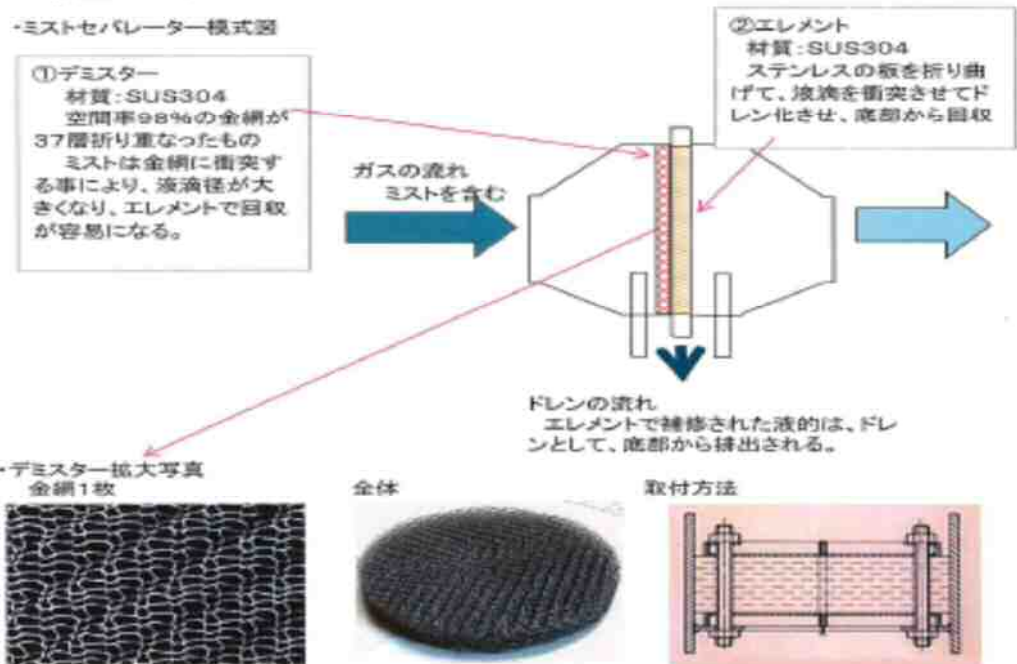 ・ミストセパレーター模式図
①デミスター
材質：SUS304
空間率98%の金網が
37層折り重なったもの
ミストは金網に衝突す
る事により、液滴径が大
きくなり、エレメントで回収
が容易になる。
ガスの流れ
ミストを含む
②エレメント
材質：SUS304
ステンレスの板を折り曲
げて、液滴を衝突させてド
レン化させ、底部から回収
ドレンの流れ
エレメントで補修された液的は、ドレ
ンとして、底部から排出される。
・デミスター拡大写真
金網1枚
全体
取付方法